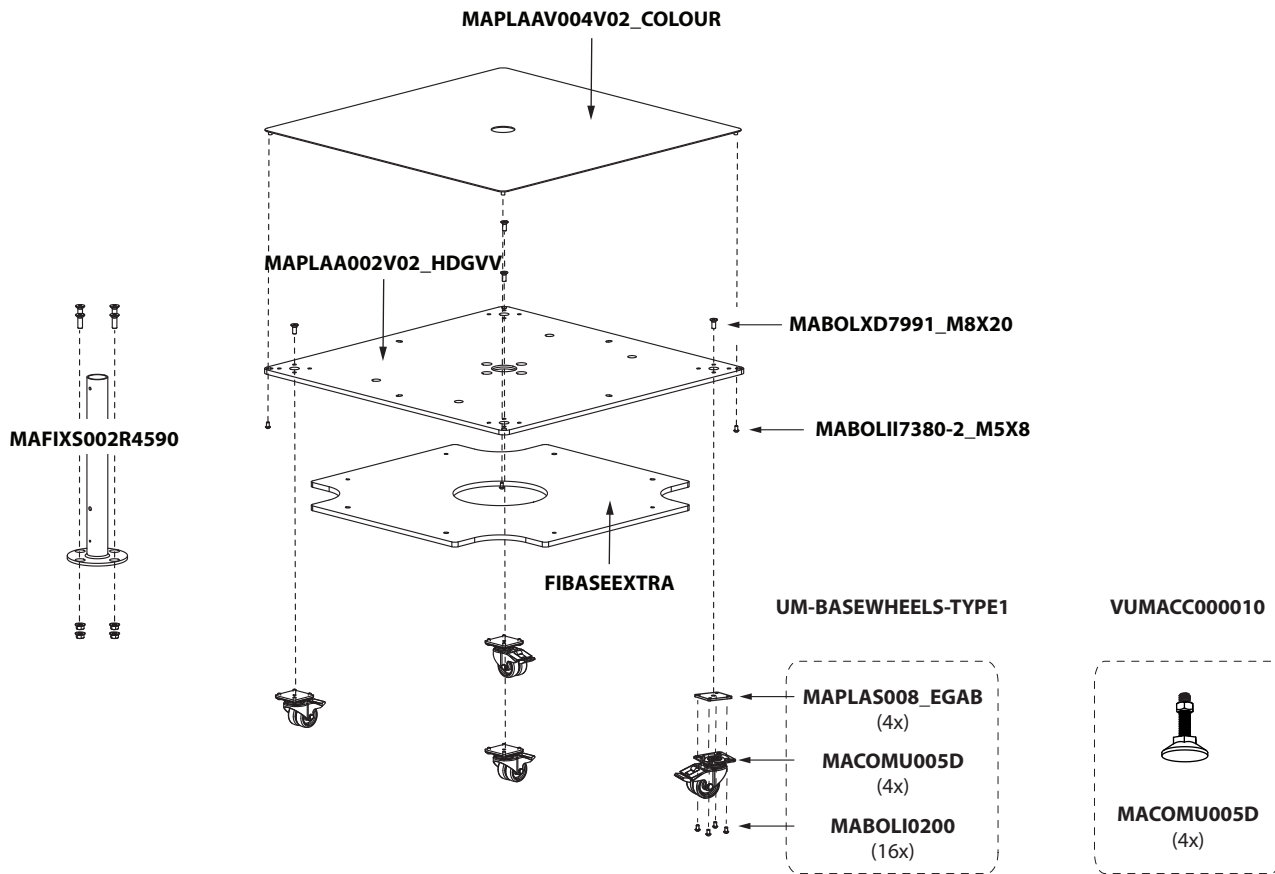 MAPLAAV004V02_COLOUR
MAPLAA002V02_HDGVV
MABOLXD7991_M8X20
MAFIXS002R4590
MABOLII7380-2_M5X8
FIBASEEXTRA
UM-BASEWHEELS-TYPE1
VUMACC000010
MAPLAS008_EGAB
(4x)
MACOMU005D
(4x)
MABOLI0200
(16x)
MACOMU005D
(4x)